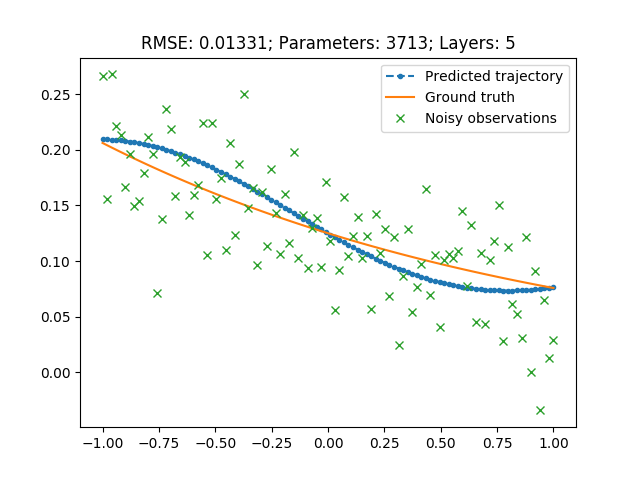 RMSE: 0.01331; Parameters: 3713; Layers: 5
Predicted trajectory
Ground truth
Noisy observations
0.25
0.20
0.15
0.10
0.05
0.00
−1.00 −0.75 −0.50 −0.25 0.00 0.25 0.50 0.75 1.00